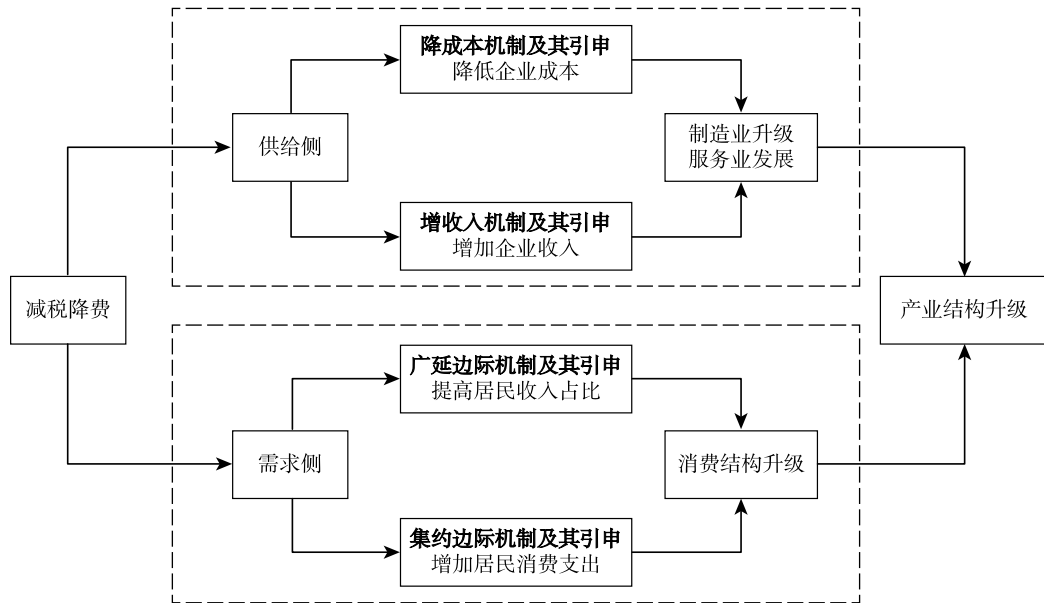 降成本机制及其引申
降低企业成本
供给侧
制造业升级
服务业发展
增收入机制及其引申
增加企业收入
减税降费
产业结构升级
广延边际机制及其引申
提高居民收入占比
需求侧
消费结构升级
集约边际机制及其引申
增加居民消费支出